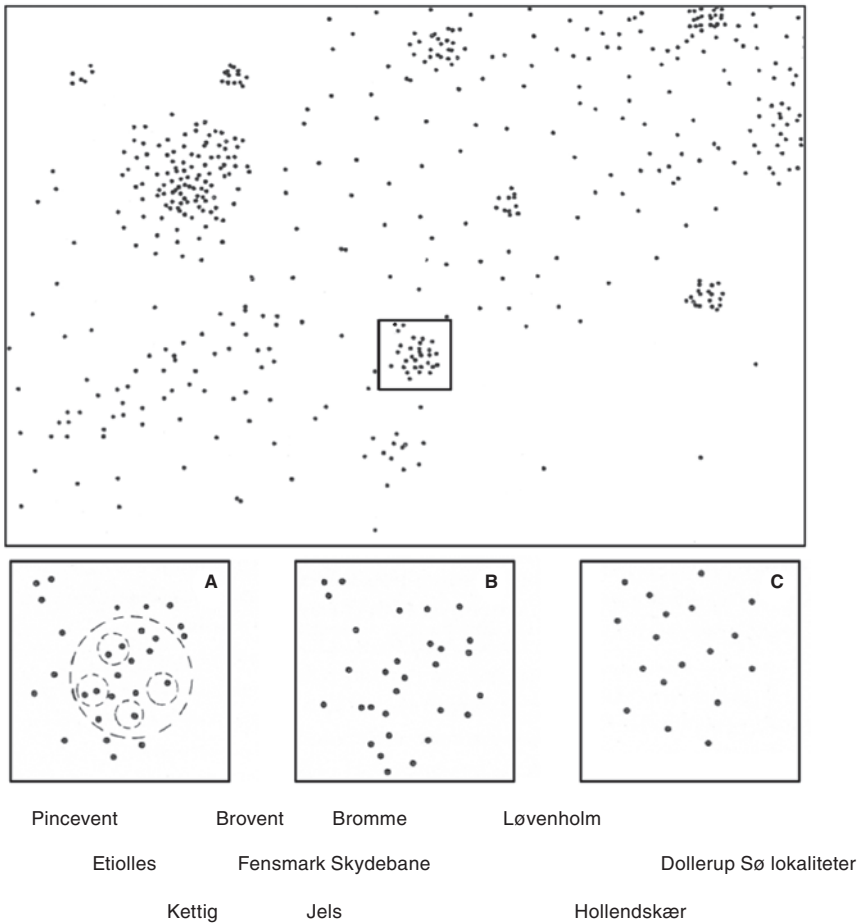 A
B
C
Pincevent Brovent Bromme Løvenholm
Etiolles Fensmark Skydebane Dollerup Sø lokaliteter
Kettig Jels Hollendskær